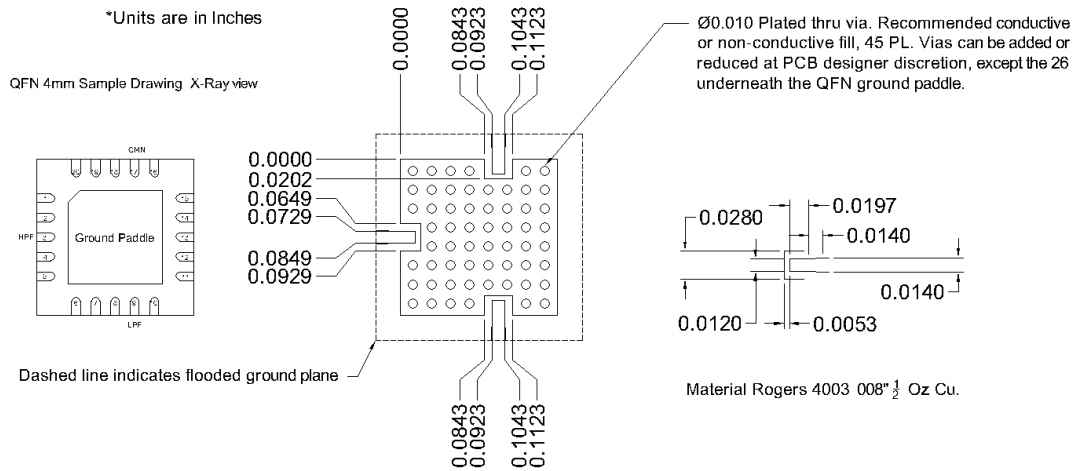 *Units are in Inches
QFN 4mm Sample Drawing X-Ray view
0.0000
0.0843
0.0923
0.1043
0.1123
Ø0.010 Plated thru via. Recommended conductive
or non-conductive fill, 45 PL. Vias can be added or
reduced at PCB designer discretion, except the 26
underneath the QFN ground paddle.
CMN
HPF
Ground Paddle
LPF
1
2
3
4
5
0.0000
0.0202
0.0649
0.0729
0.0849
0.0929
0.0280
0.0197
0.0140
0.0140
0.0120
0.0053
Dashed line indicates flooded ground plane
0.0843
0.0923
0.1043
0.1123
Material Rogers 4003 008" ½ Oz Cu.